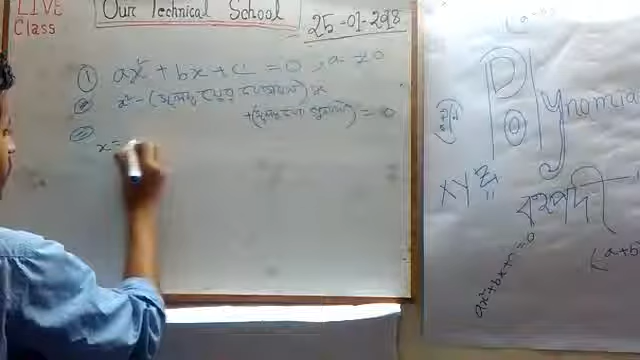 LIVE
Class
Our Technical School
25-01-2018
① ax² + bx + c = 0, a ≠ 0
② x² - (মূলদ্বয়ের যোগফল) x
+ (মূলদ্বয়ের গুণফল) = 0
③ x =
Polynomial
xyz
বহুপদী
ax²+bx+c=0
(a+b